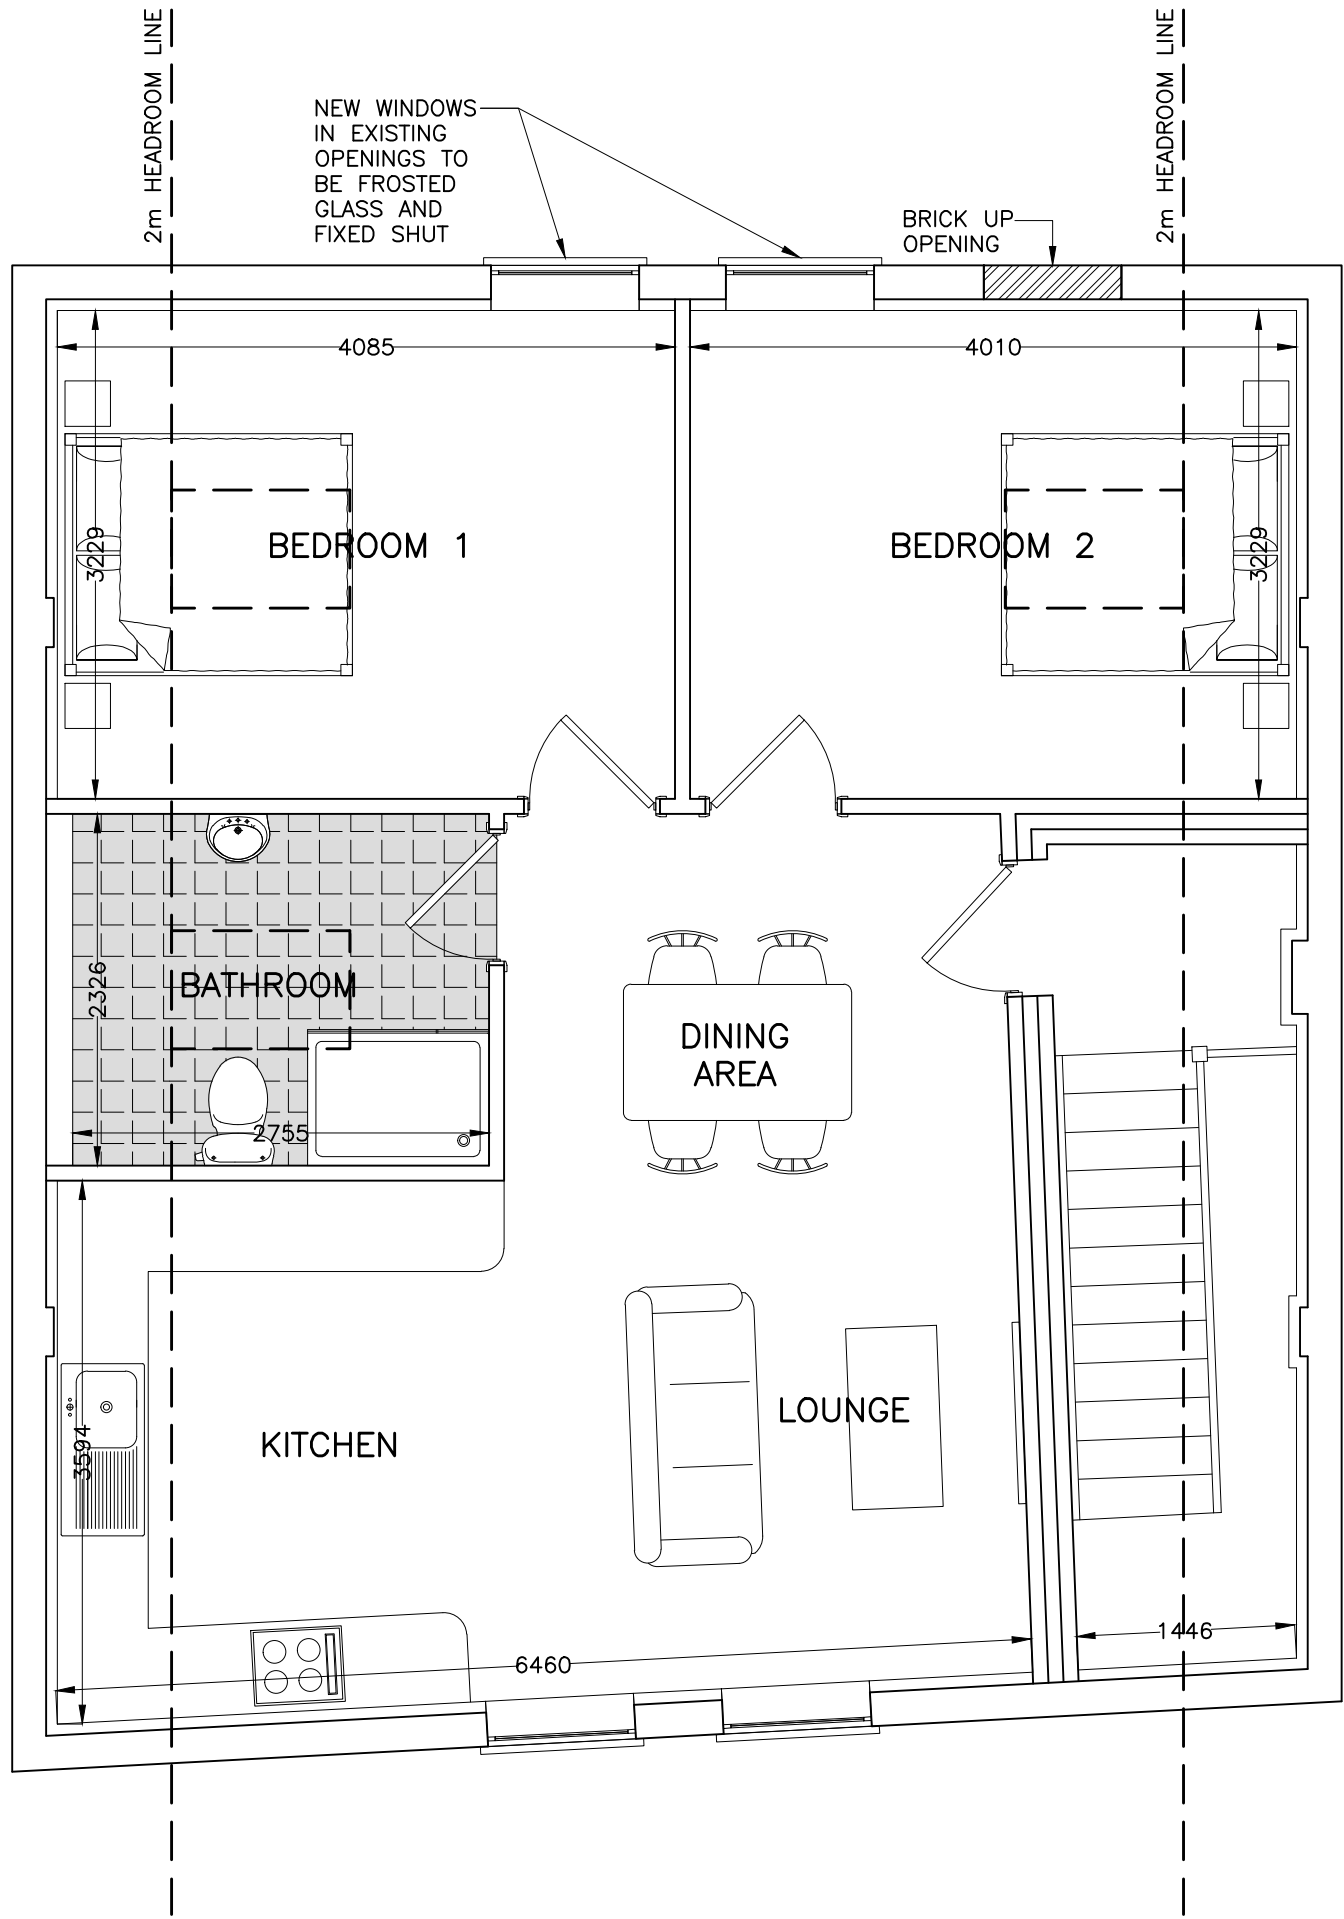 2m HEADROOM LINE
2m HEADROOM LINE
NEW WINDOWS
IN EXISTING
OPENINGS TO
BE FROSTED
GLASS AND
FIXED SHUT
BRICK UP
OPENING
4085
4010
3229
BEDROOM 1
BEDROOM 2
3229
2326
BATHROOM
DINING
AREA
2755
LOUNGE
KITCHEN
3594
6460
1446